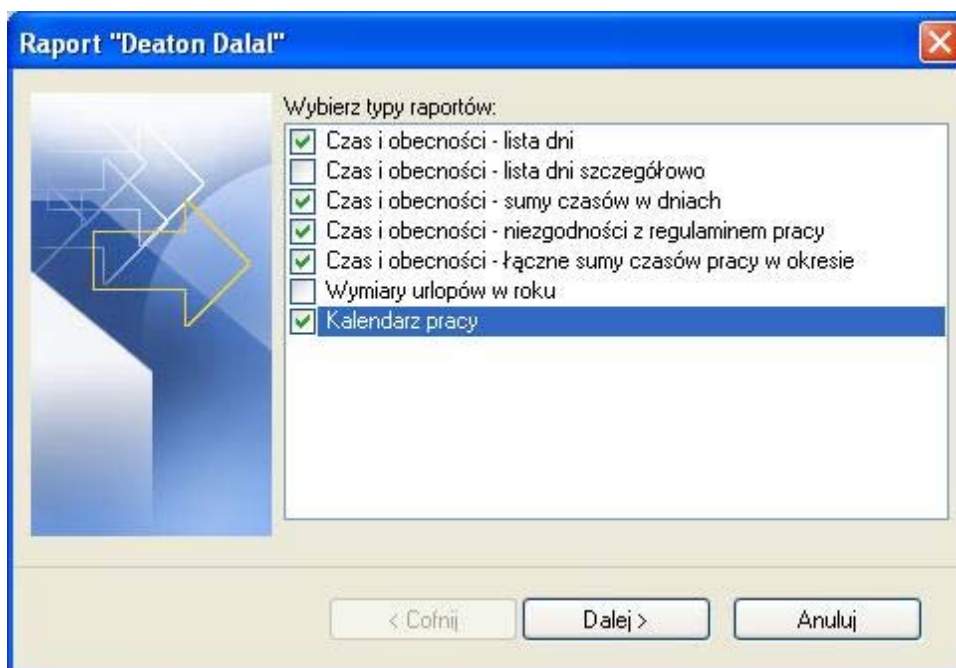 Raport "Deaton Dalal"
Wybierz typy raportów:
Czas i obecności - lista dni
Czas i obecności - lista dni szczegółowo
Czas i obecności - sumy czasów w dniach
Czas i obecności - niezgodności z regulaminem pracy
Czas i obecności - łączne sumy czasów pracy w okresie
Wymiary urlopów w roku
Kalendarz pracy
< Cofnij Dalej > Anuluj